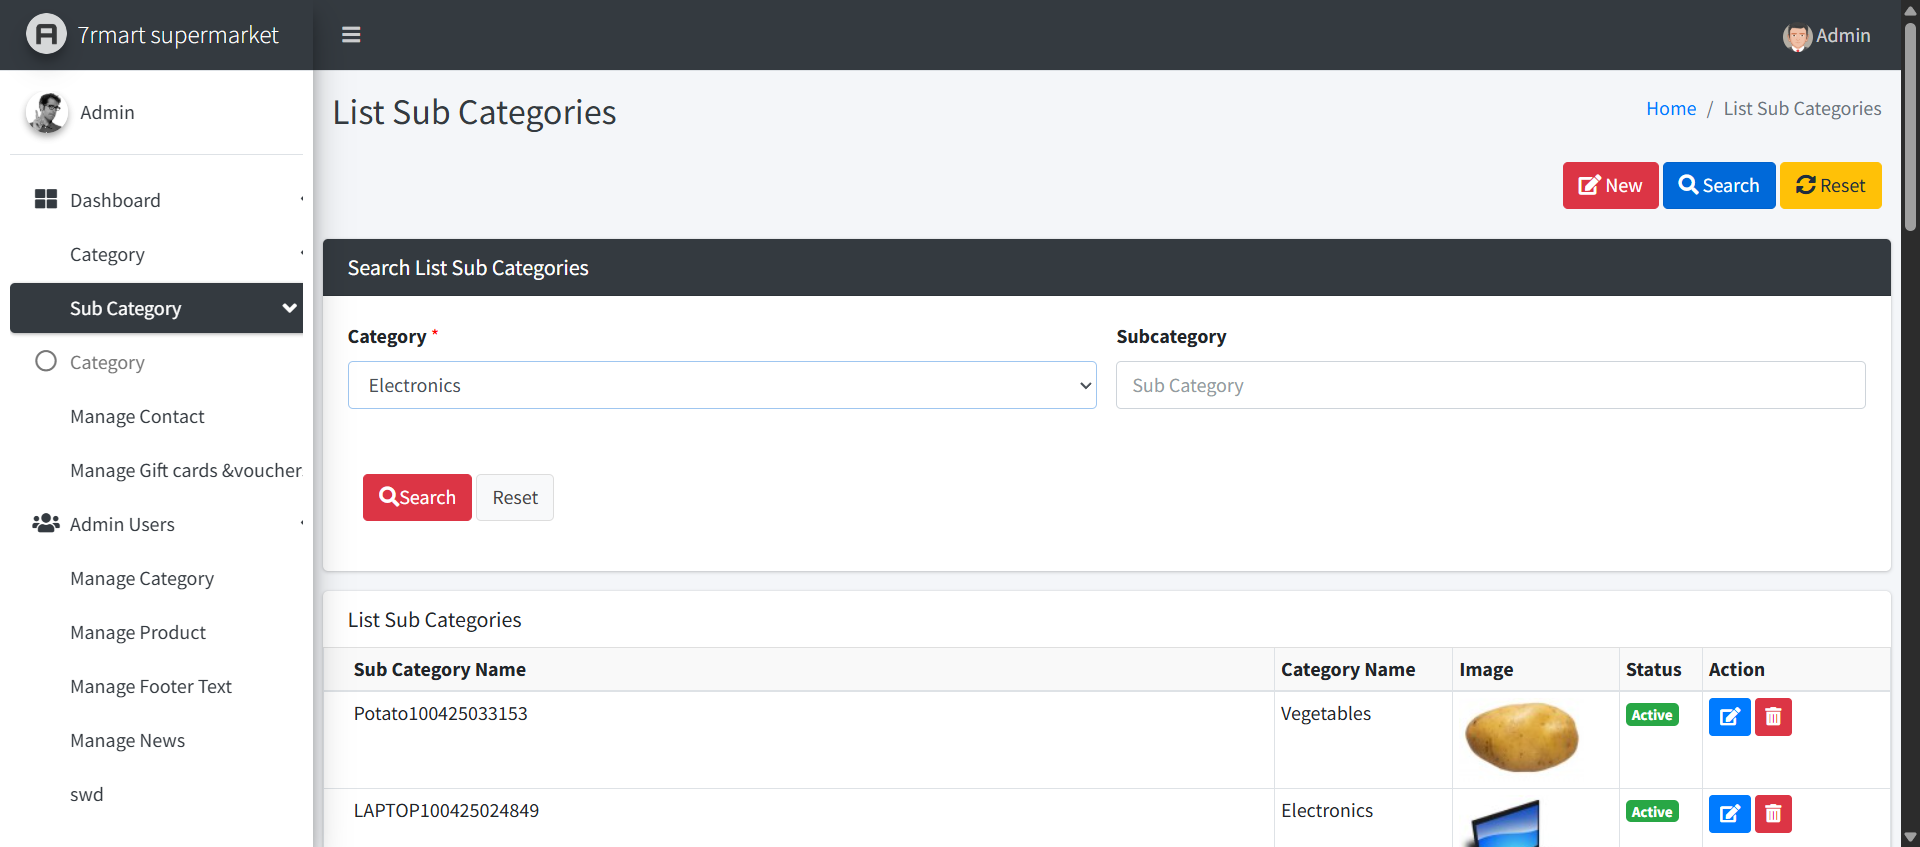 7rmart supermarket
Admin
Admin
List Sub Categories
Home / List Sub Categories
New
Search
Reset
Dashboard
Category
Sub Category
Category
Manage Contact
Manage Gift cards &voucher
Admin Users
Manage Category
Manage Product
Manage Footer Text
Manage News
swd
Search List Sub Categories
Category *
Subcategory
Electronics
Sub Category
Search
Reset
List Sub Categories
Sub Category Name Category Name Image Status Action
Potato100425033153 Vegetables Active
LAPTOP100425024849 Electronics Active